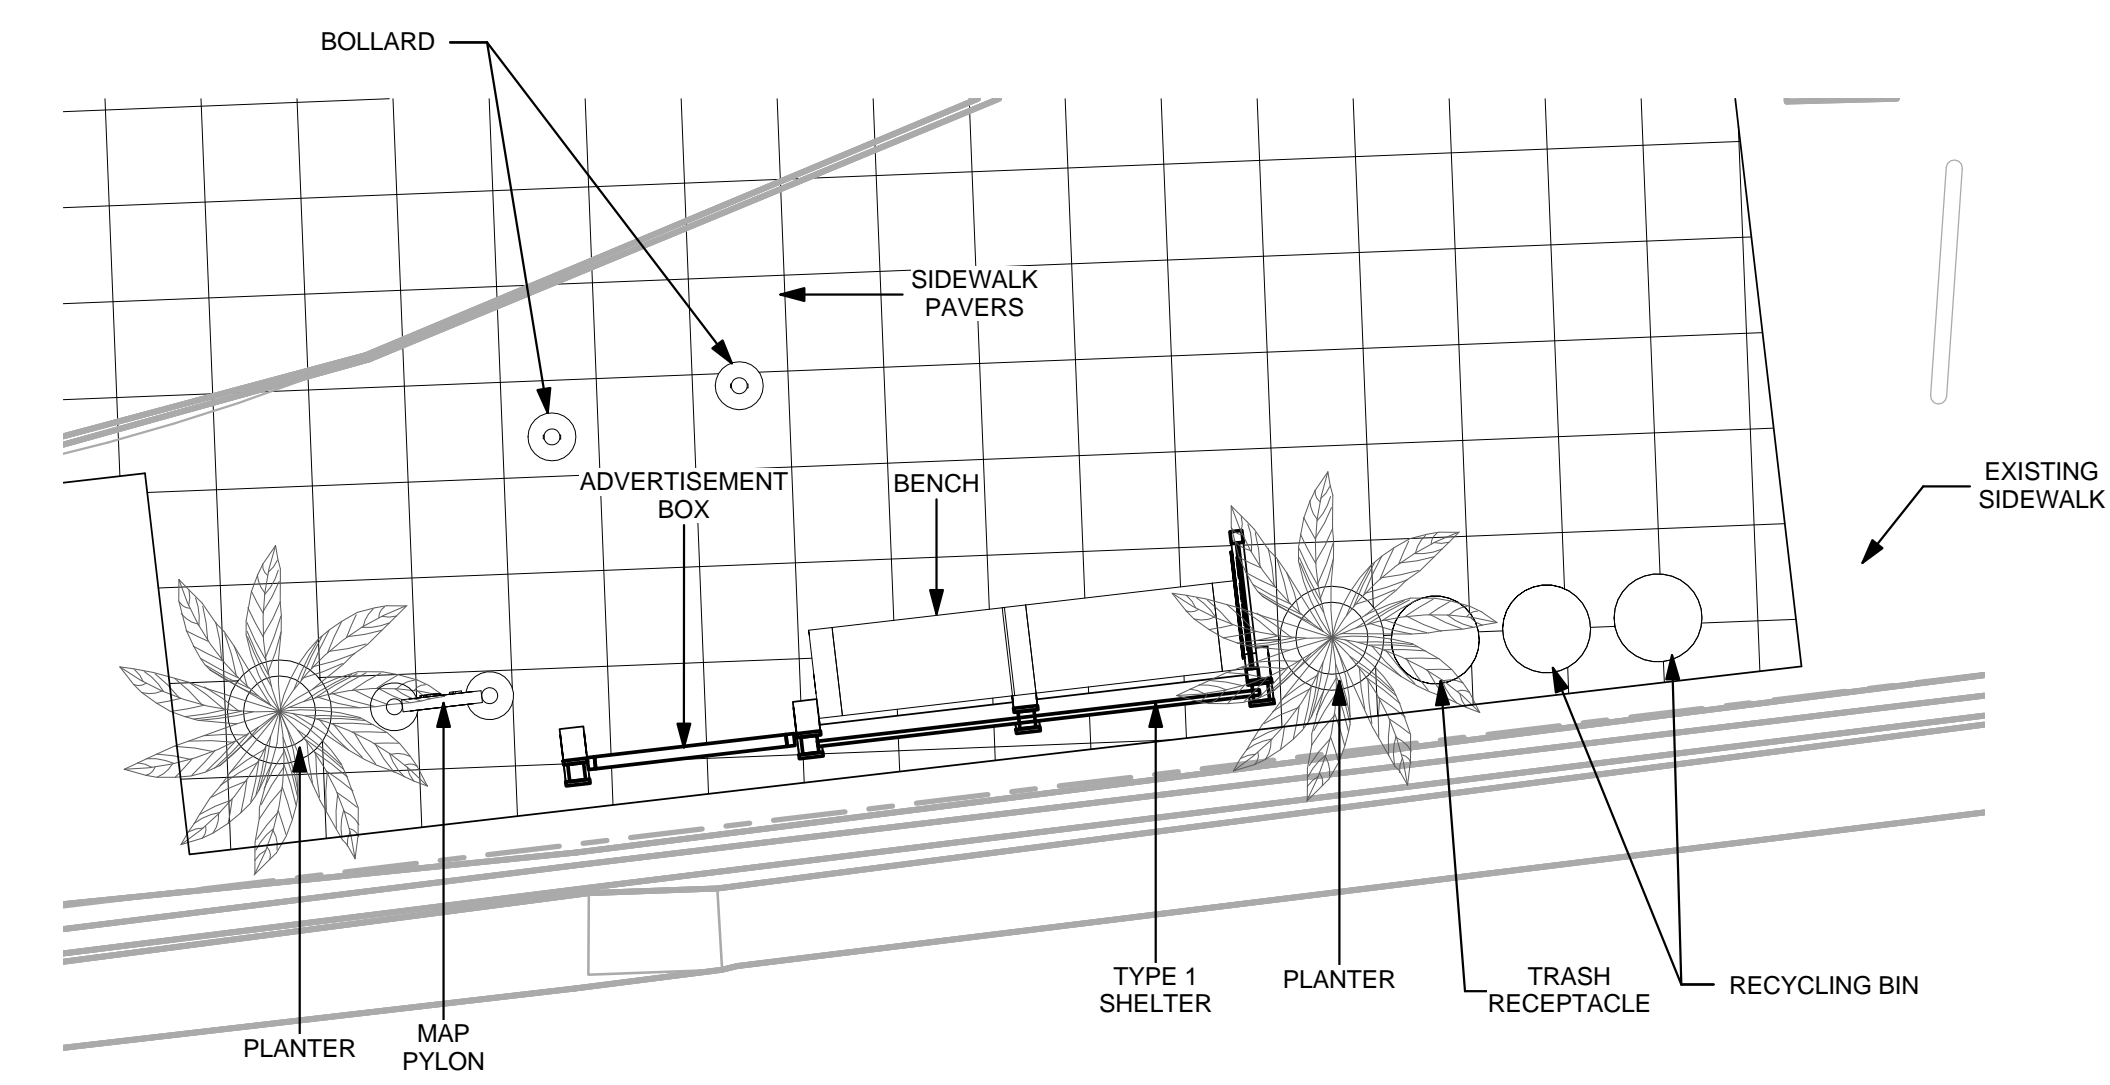 BOLLARD
SIDEWALK
PAVERS
ADVERTISEMENT
BOX
BENCH
EXISTING
SIDEWALK
TYPE 1
SHELTER
PLANTER
TRASH
RECEPTACLE
RECYCLING BIN
PLANTER
MAP
PYLON